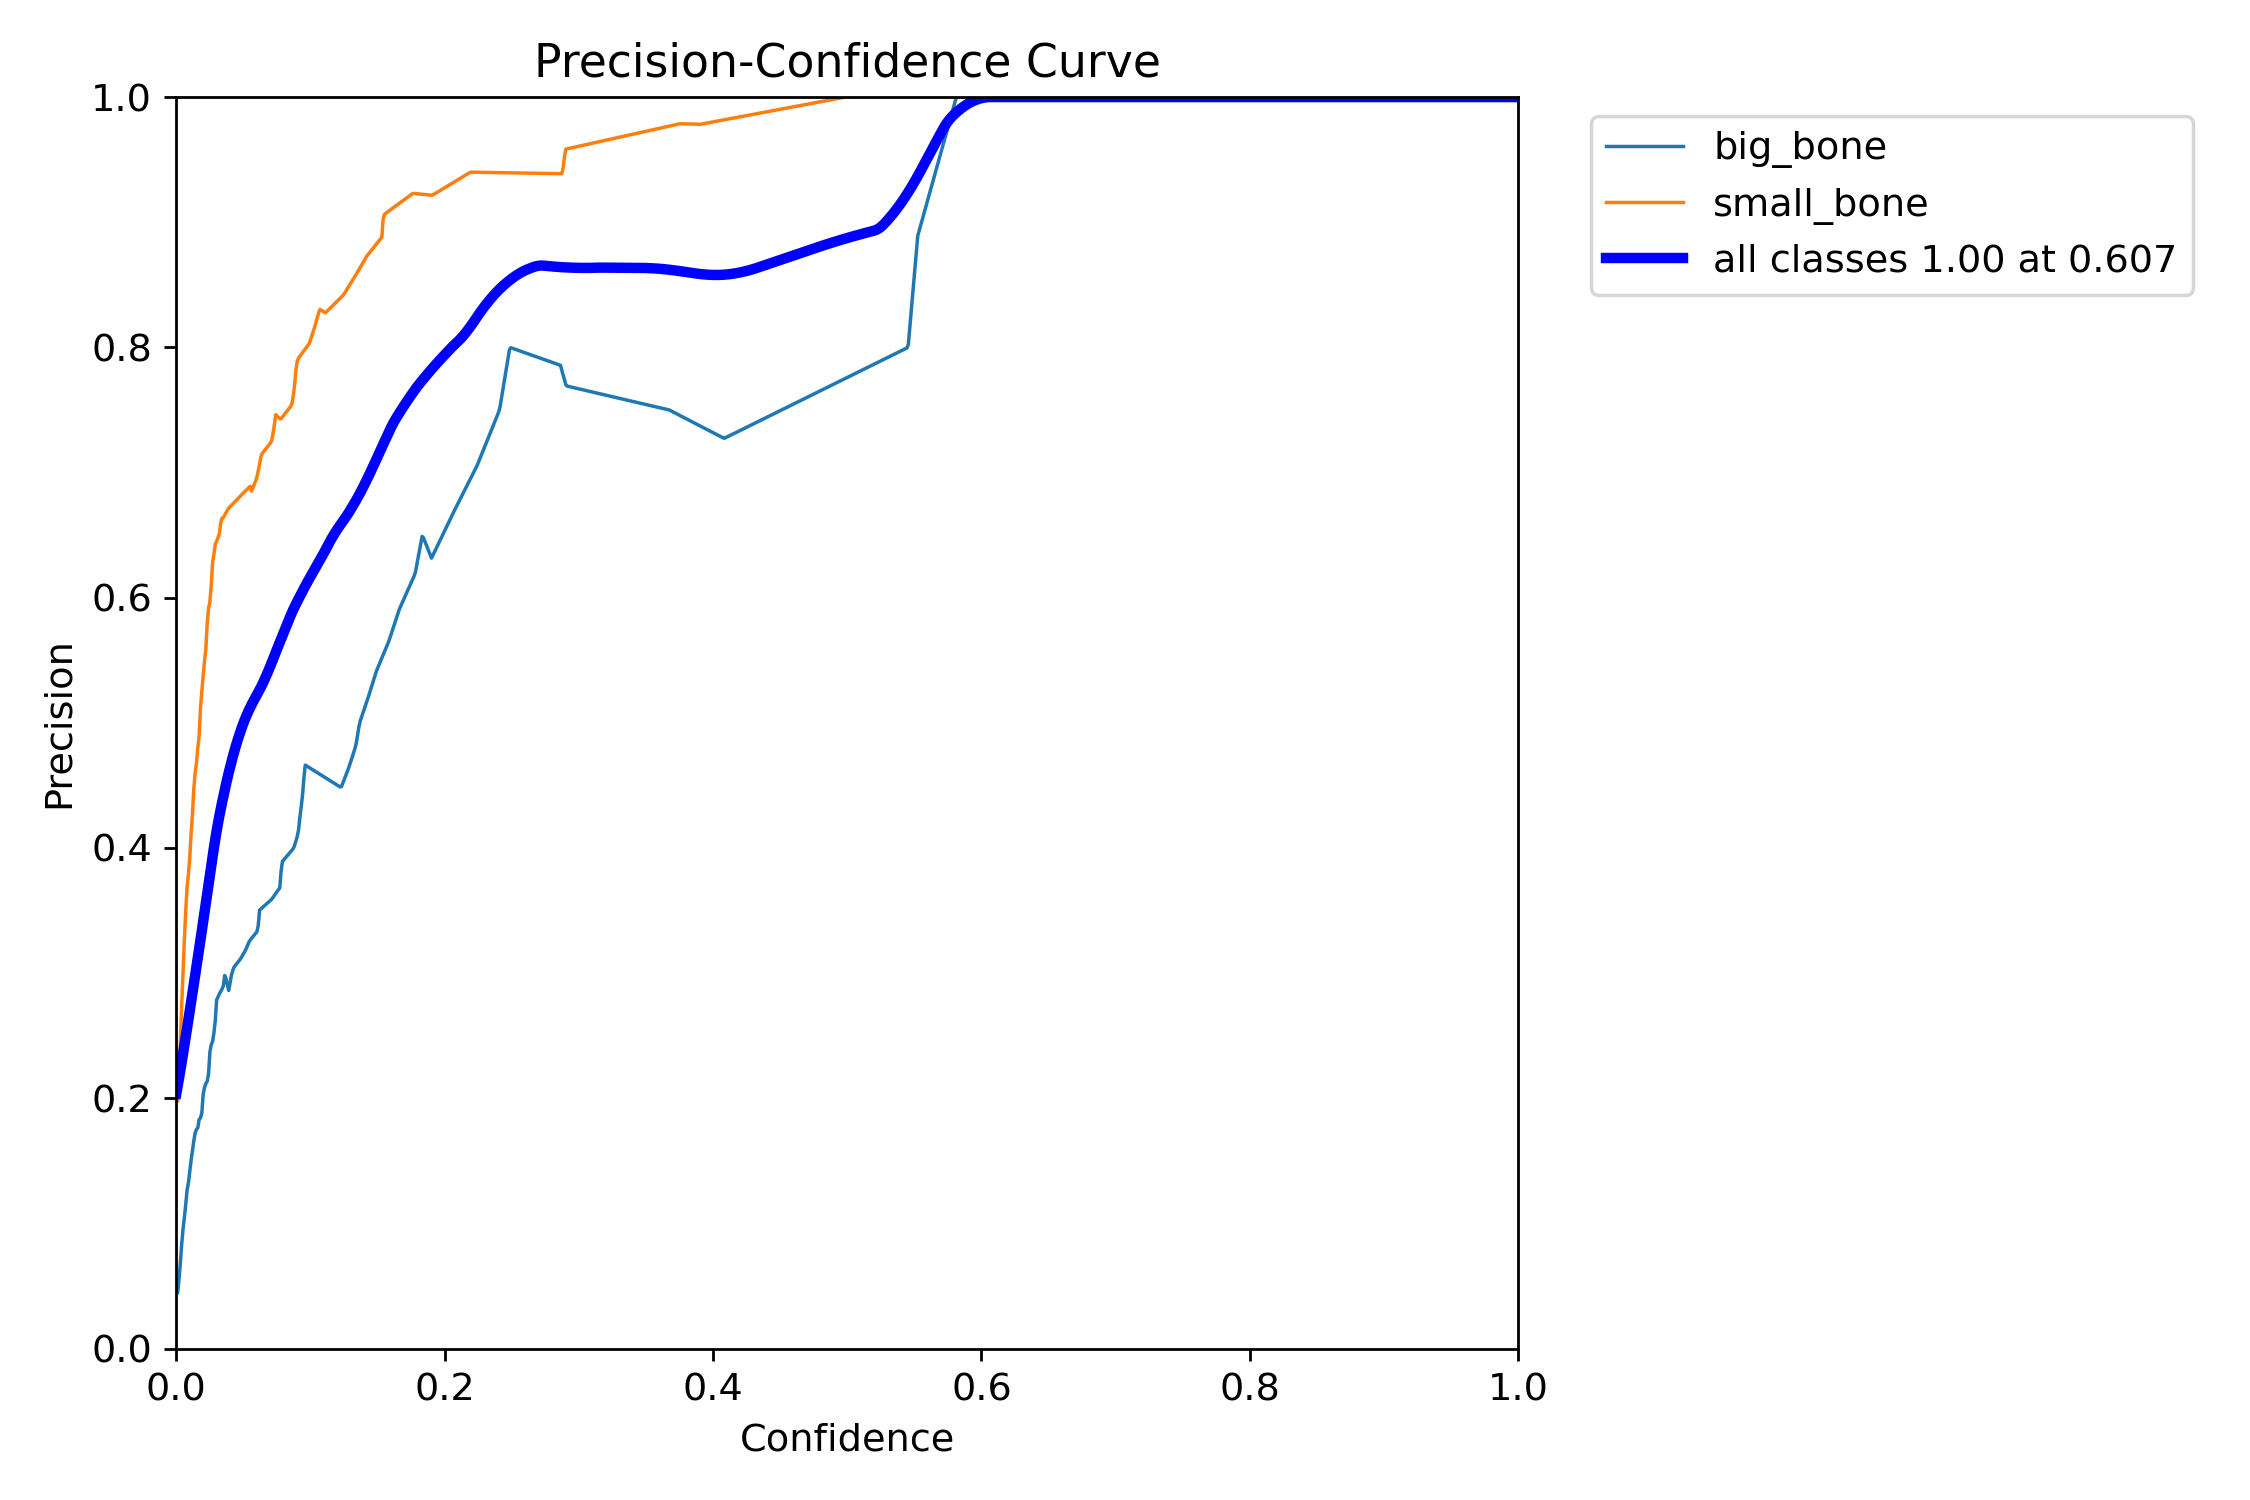 Precision-Confidence Curve
1.0
0.8
0.6
0.4
0.2
0.0
Precision
0.0 0.2 0.4 0.6 0.8 1.0
Confidence
big_bone
small_bone
all classes 1.00 at 0.607